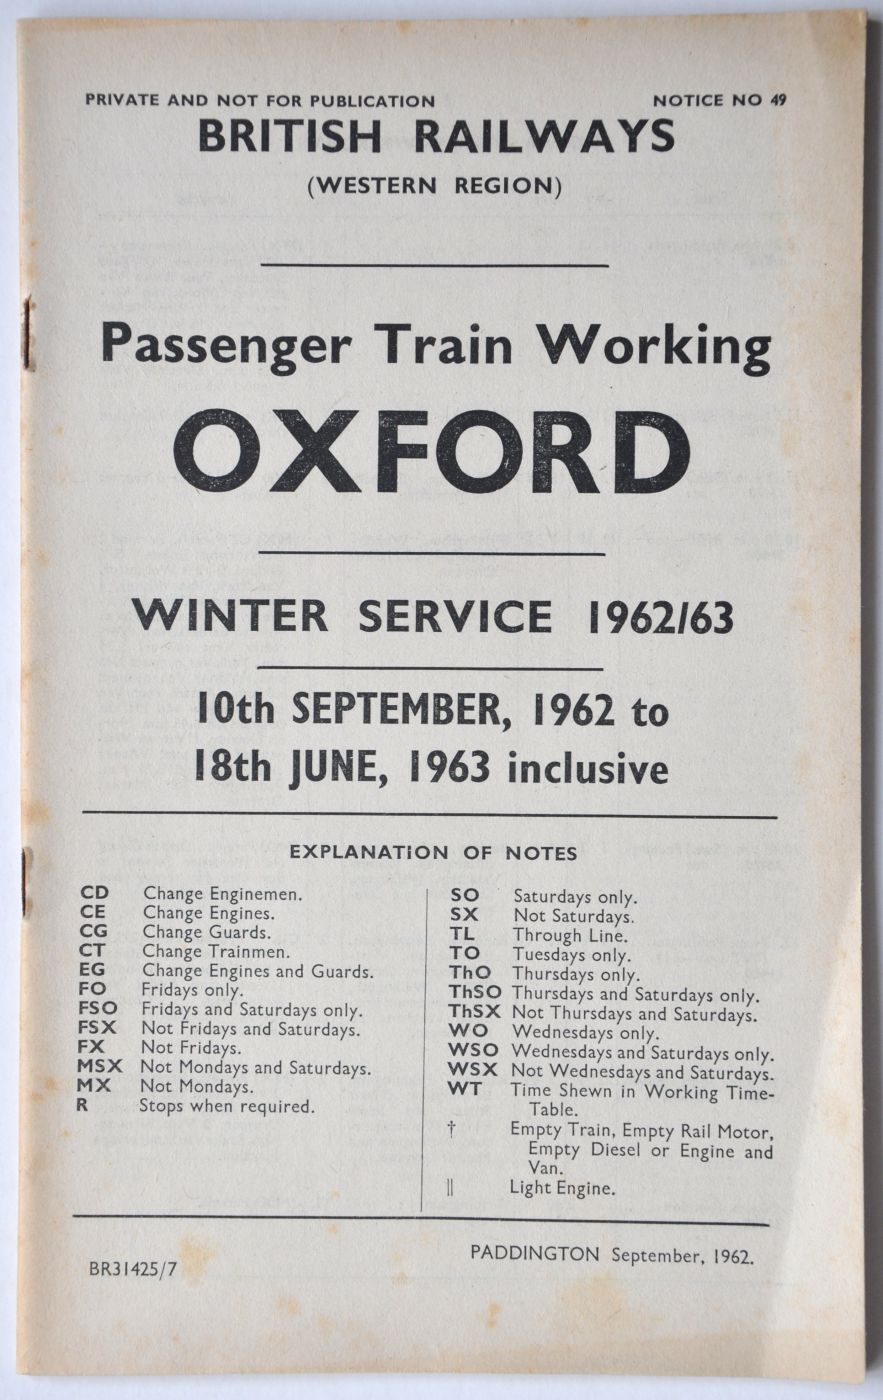 PRIVATE AND NOT FOR PUBLICATION NOTICE NO 49
BRITISH RAILWAYS
(WESTERN REGION)
Passenger Train Working
OXFORD
WINTER SERVICE 1962/63
10th SEPTEMBER, 1962 to
18th JUNE, 1963 inclusive
EXPLANATION OF NOTES
CD Change Enginemen.
CE Change Engines.
CG Change Guards.
CT Change Trainmen.
EG Change Engines and Guards.
FO Fridays only.
FSO Fridays and Saturdays only.
FSX Not Fridays and Saturdays.
FX Not Fridays.
MSX Not Mondays and Saturdays.
MX Not Mondays.
R Stops when required.
SO Saturdays only.
SX Not Saturdays.
TL Through Line.
TO Tuesdays only.
ThO Thursdays only.
ThSO Thursdays and Saturdays only.
ThSX Not Thursdays and Saturdays.
WO Wednesdays only.
WSO Wednesdays and Saturdays only.
WSX Not Wednesdays and Saturdays.
WT Time Shewn in Working Time-
Table.
† Empty Train, Empty Rail Motor,
Empty Diesel or Engine and
Van.
‖ Light Engine.
BR31425/7 PADDINGTON September, 1962.